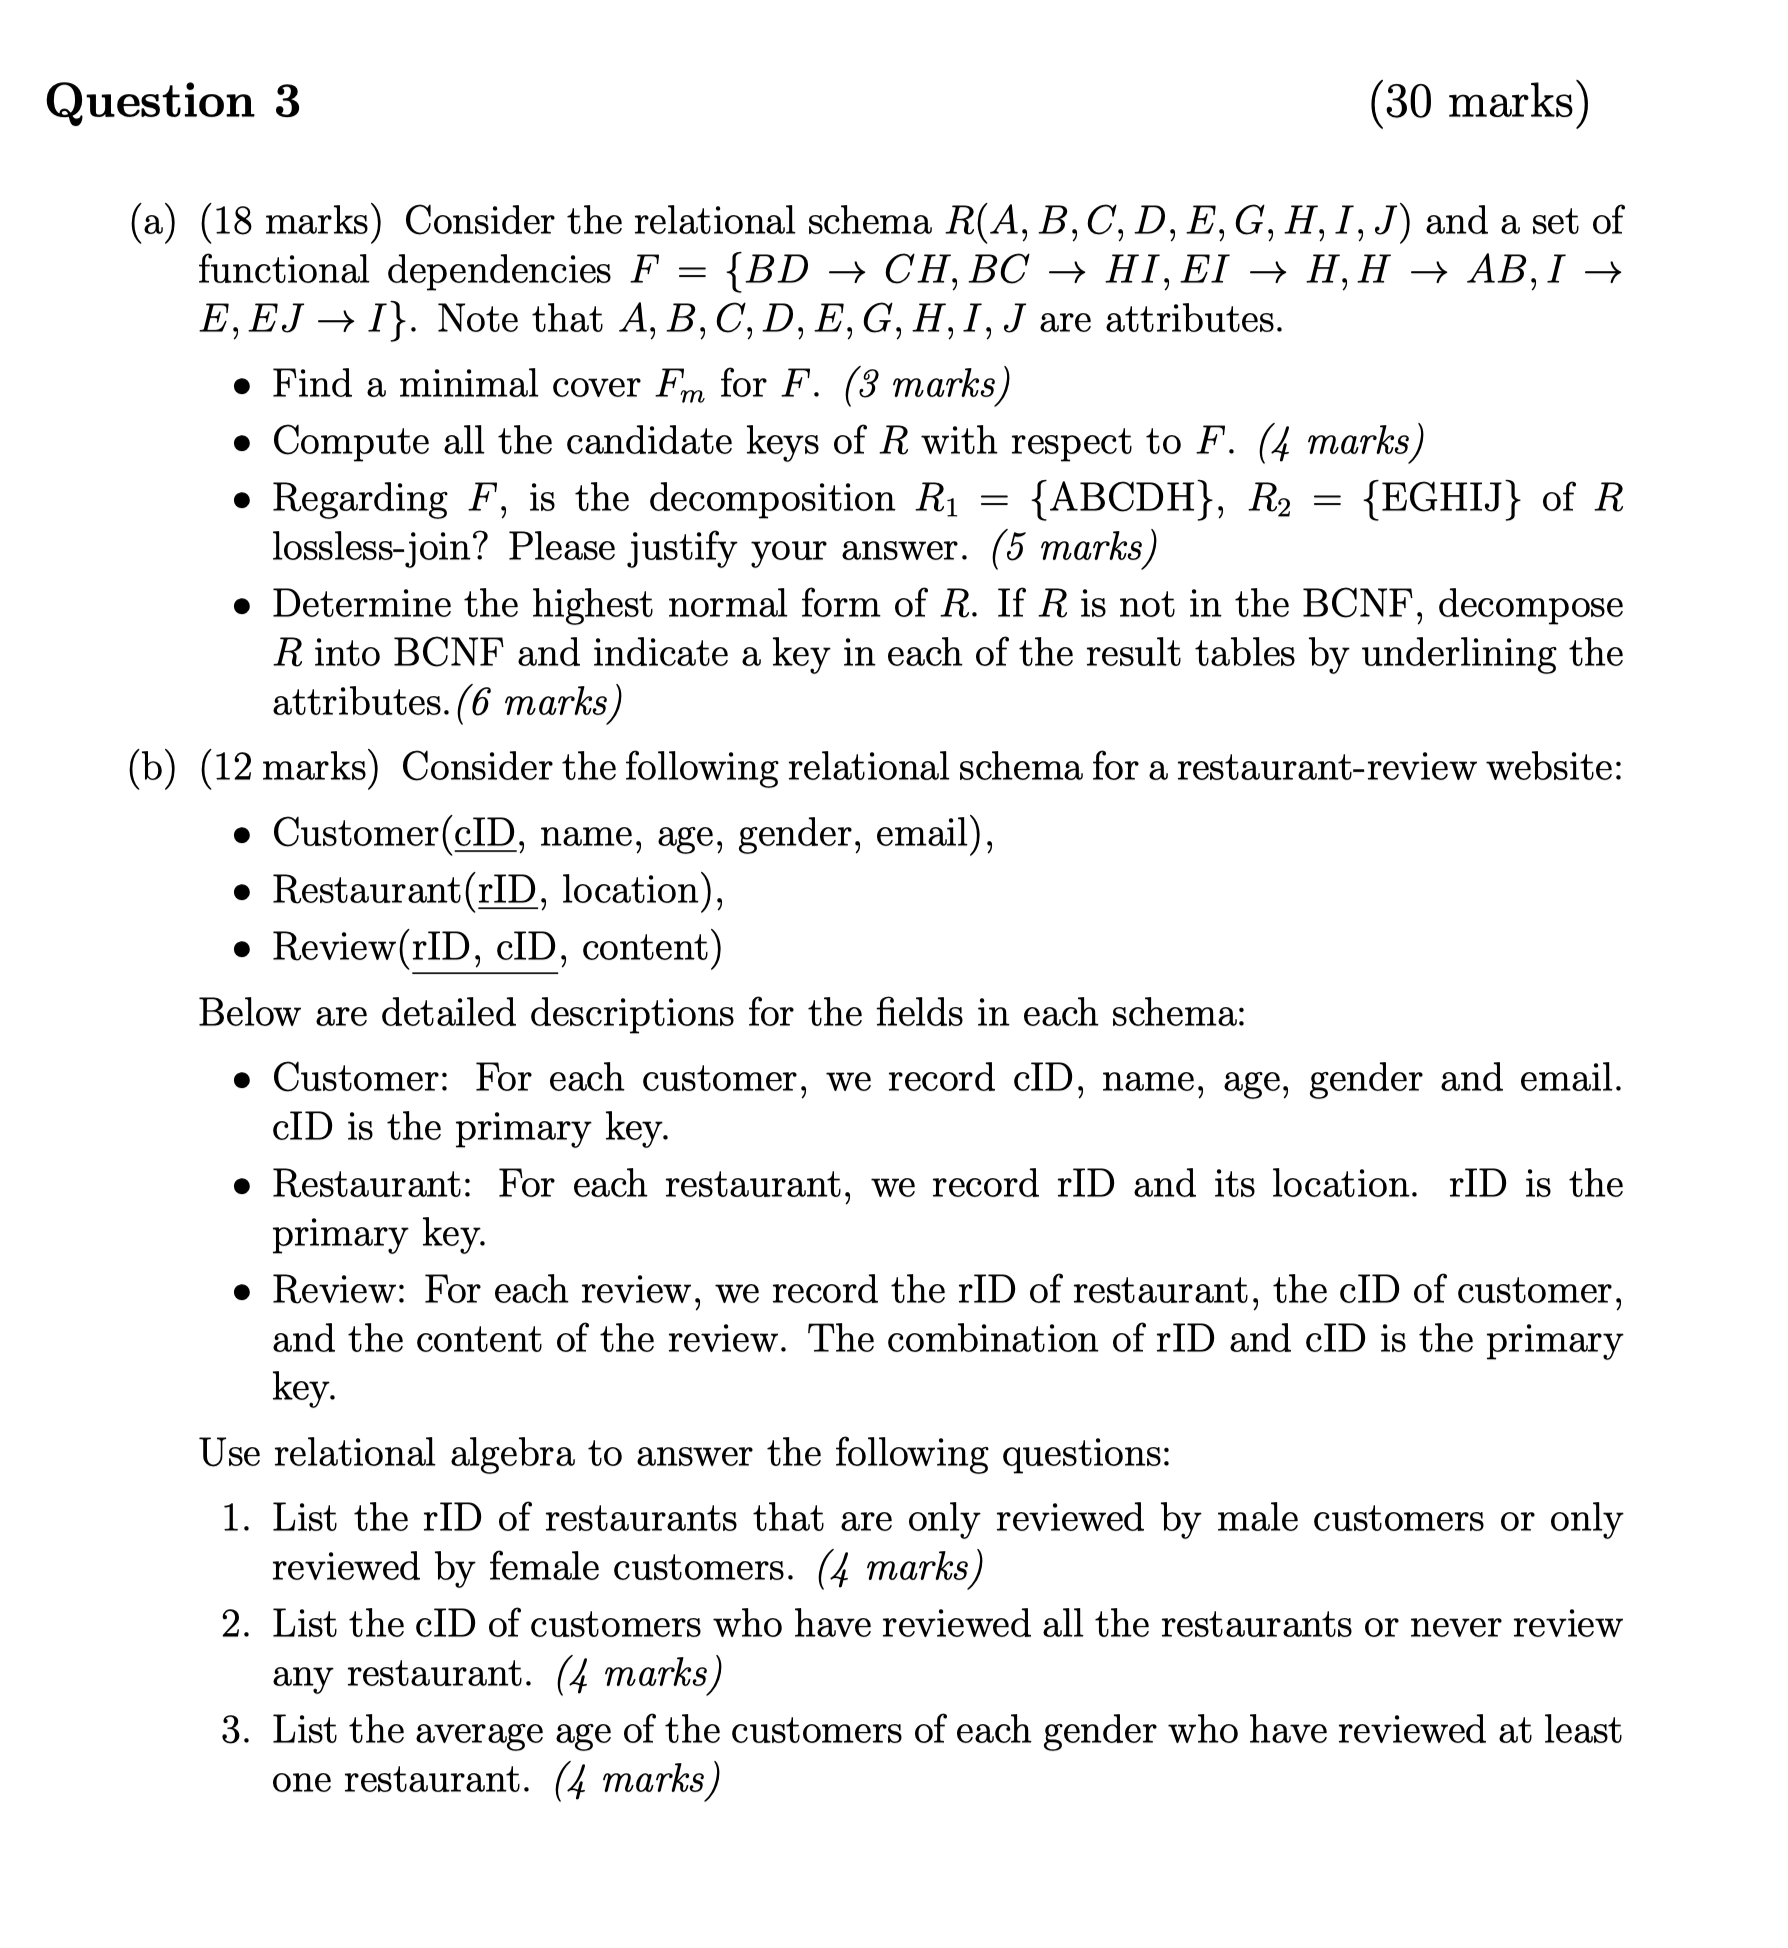 Question 3 (30 marks)
(a) (18 marks) Consider the relational schema R(A, B, C, D, E, G, H, I, J) and a set of
functional dependencies F = {BD → CH, BC → HI, EI → H, H → AB, I →
E, EJ → I}. Note that A, B, C, D, E, G, H, I, J are attributes.
• Find a minimal cover Fm for F. (3 marks)
• Compute all the candidate keys of R with respect to F. (4 marks)
• Regarding F, is the decomposition R1 = {ABCDH}, R2 = {EGHIJ} of R
lossless-join? Please justify your answer. (5 marks)
• Determine the highest normal form of R. If R is not in the BCNF, decompose
R into BCNF and indicate a key in each of the result tables by underlining the
attributes.(6 marks)
(b) (12 marks) Consider the following relational schema for a restaurant-review website:
• Customer(cID, name, age, gender, email),
• Restaurant(rID, location),
• Review(rID, cID, content)
Below are detailed descriptions for the fields in each schema:
• Customer: For each customer, we record cID, name, age, gender and email.
cID is the primary key.
• Restaurant: For each restaurant, we record rID and its location. rID is the
primary key.
• Review: For each review, we record the rID of restaurant, the cID of customer,
and the content of the review. The combination of rID and cID is the primary
key.
Use relational algebra to answer the following questions:
1. List the rID of restaurants that are only reviewed by male customers or only
reviewed by female customers. (4 marks)
2. List the cID of customers who have reviewed all the restaurants or never review
any restaurant. (4 marks)
3. List the average age of the customers of each gender who have reviewed at least
one restaurant. (4 marks)